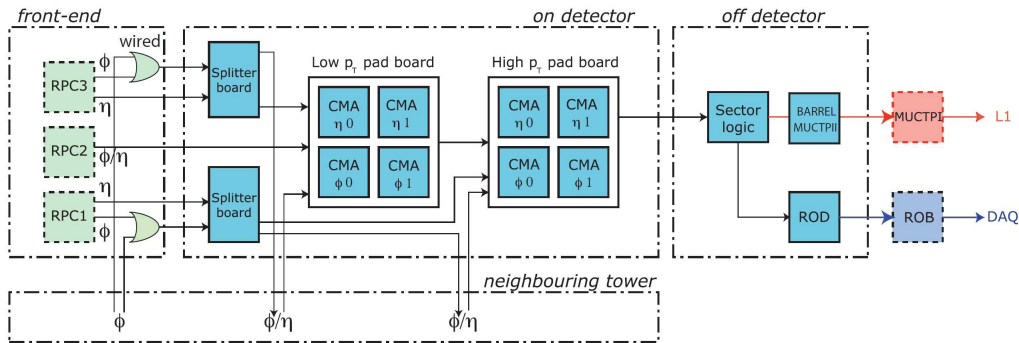 front-end
on detector
off detector
wired
ϕ
RPC3
η
RPC2
ϕ/η
η
RPC1
ϕ
Splitter
board
Splitter
board
Low pT pad board
CMA
η 0
CMA
η 1
CMA
ϕ 0
CMA
ϕ 1
High pT pad board
CMA
η 0
CMA
η 1
CMA
ϕ 0
CMA
ϕ 1
Sector
logic
BARREL
MUCTPII
MUCTPI
L1
ROD
ROB
DAQ
neighbouring tower
ϕ
ϕ/η
ϕ/η